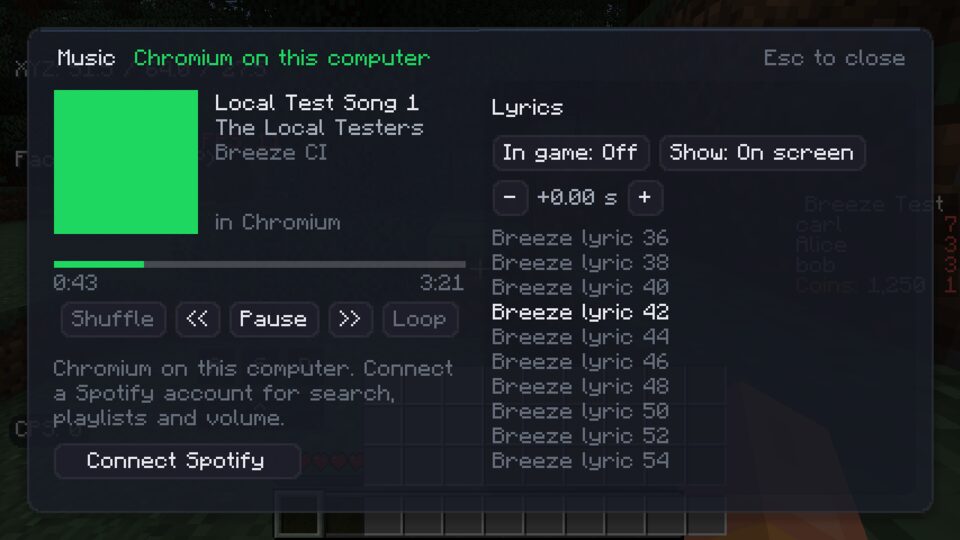 Music Chromium on this computer
Esc to close
Local Test Song 1
The Local Testers
Breeze CI
in Chromium
0:43
3:21
Shuffle
<<
Pause
>>
Loop
Chromium on this computer. Connect
a Spotify account for search,
playlists and volume.
Connect Spotify
Lyrics
In game: Off
Show: On screen
- +0.00 s +
Breeze lyric 36
Breeze lyric 38
Breeze lyric 40
Breeze lyric 42
Breeze lyric 44
Breeze lyric 46
Breeze lyric 48
Breeze lyric 50
Breeze lyric 52
Breeze lyric 54
Breeze Test
carl 7
Alice 3
bob 3
Coins: 1,250 1